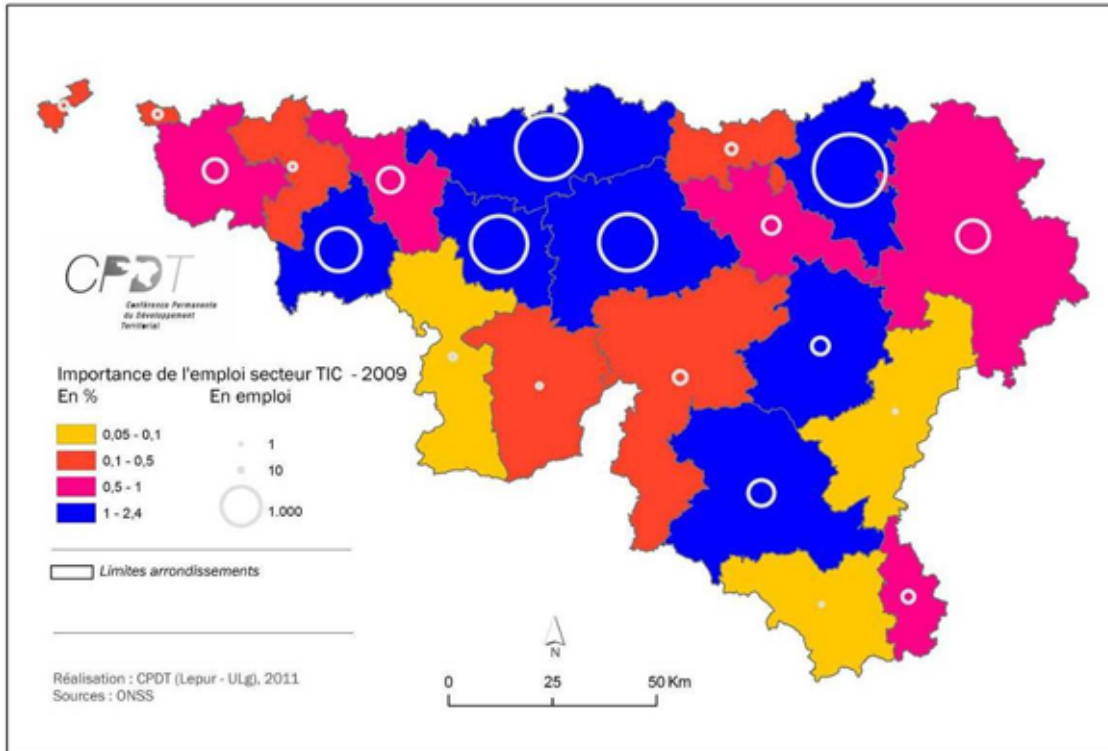 CPDT
Conférence Permanente
du Développement
Territorial
Importance de l'emploi secteur TIC - 2009
En %
En emploi
0,05 - 0,1
0,1 - 0,5
0,5 - 1
1 - 2,4
1
10
1.000
Limites arrondissements
Réalisation : CPDT (Lepur - ULg), 2011
Sources : ONSS
N
0
25
50 Km